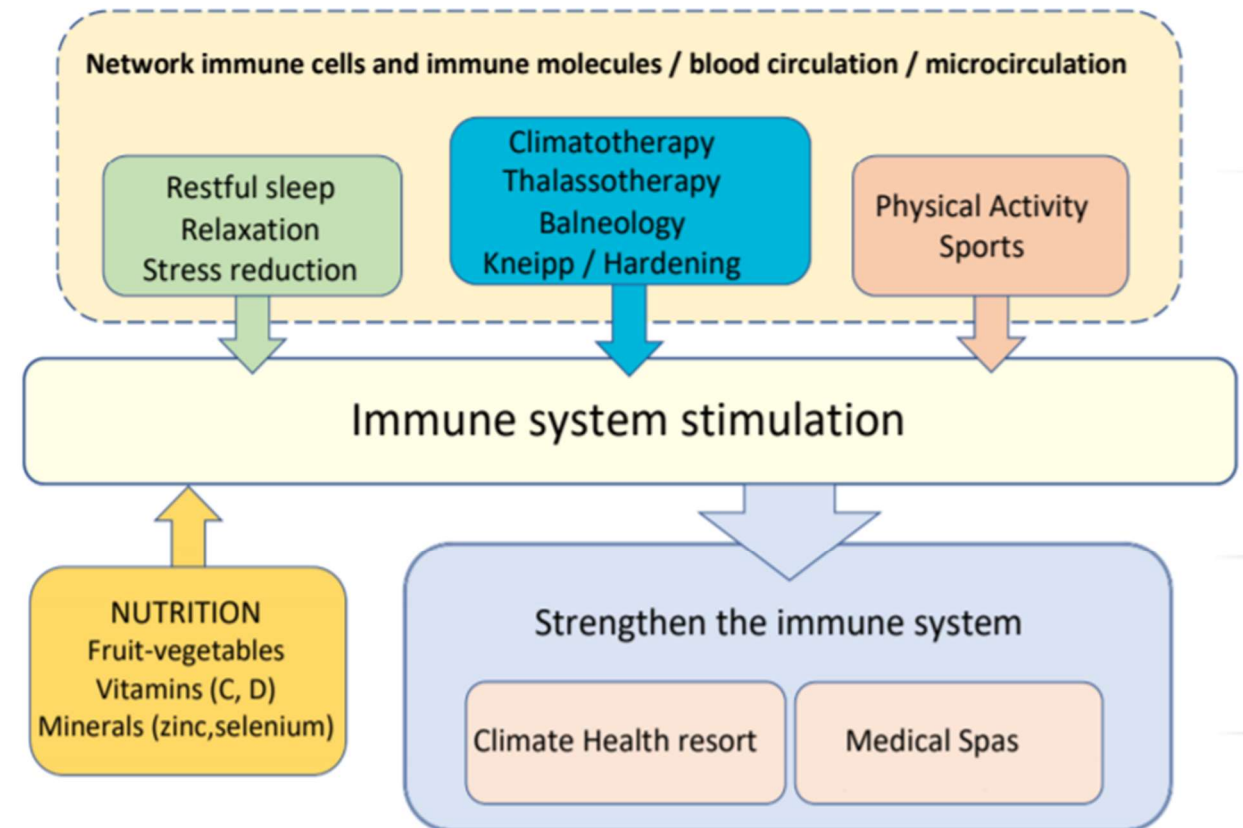 Network immune cells and immune molecules / blood circulation / microcirculation
Restful sleep
Relaxation
Stress reduction
Climatotherapy
Thalassotherapy
Balneology
Kneipp / Hardening
Physical Activity
Sports
Immune system stimulation
NUTRITION
Fruit-vegetables
Vitamins (C, D)
Minerals (zinc,selenium)
Strengthen the immune system
Climate Health resort
Medical Spas